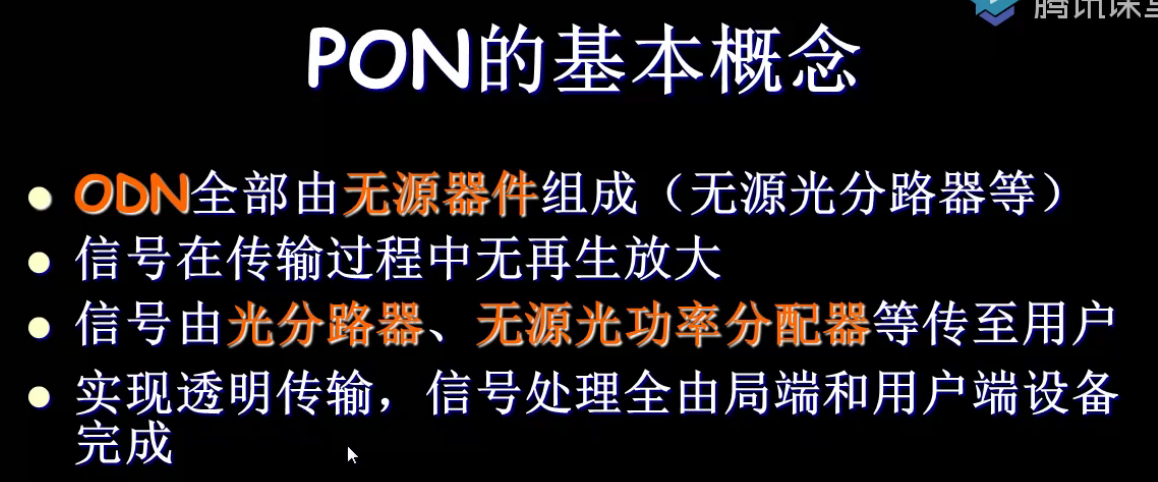 腾讯课堂
PON的基本概念
ODN全部由无源器件组成（无源光分路器等）
信号在传输过程中无再生放大
信号由光分路器、无源光功率分配器等传至用户
实现透明传输，信号处理全由局端和用户端设备
完成